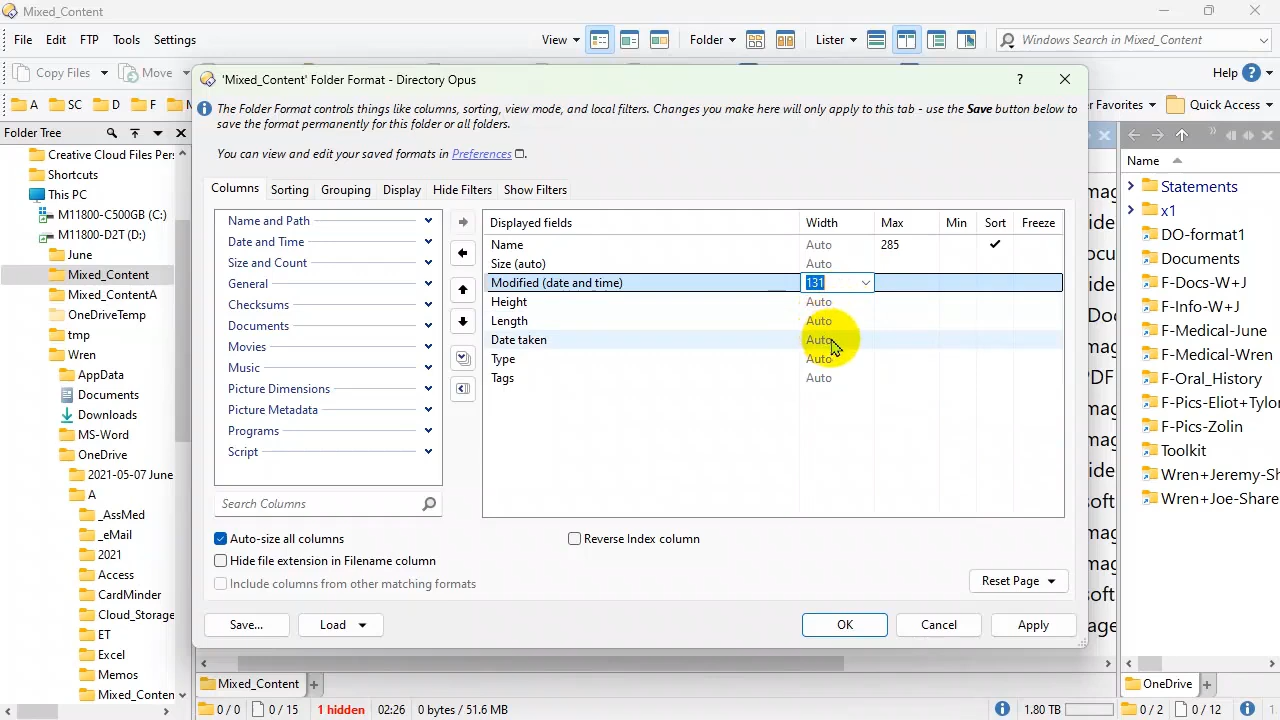 Mixed_Content
File Edit FTP Tools Settings View Folder Lister Windows Search in Mixed_Content
Copy Files Move Help
A SC D F Favorites Quick Access
Folder Tree
Creative Cloud Files
Shortcuts
This PC
M11800-C500GB (C:)
M11800-D2T (D:)
June
Mixed_Content
Mixed_ContentA
OneDriveTemp
tmp
Wren
AppData
Documents
Downloads
MS-Word
OneDrive
2021-05-07 June
A
_AssMed
_eMail
2021
Access
CardMinder
Cloud_Storage
ET
Excel
Memos
Mixed_Conten
'Mixed_Content' Folder Format - Directory Opus ?
The Folder Format controls things like columns, sorting, view mode, and local filters. Changes you make here will only apply to this tab - use the Save button below to
save the format permanently for this folder or all folders.
You can view and edit your saved formats in Preferences .
Columns Sorting Grouping Display Hide Filters Show Filters
Name and Path
Date and Time
Size and Count
General
Checksums
Documents
Movies
Music
Picture Dimensions
Picture Metadata
Programs
Script
Search Columns
Displayed fields Width Max Min Sort Freeze
Name Auto 285
Size (auto) Auto
Modified (date and time) 131
Height Auto
Length Auto
Date taken Auto
Type Auto
Tags Auto
Auto-size all columns
Reverse Index column
Hide file extension in Filename column
Include columns from other matching formats
Reset Page
Save... Load OK Cancel Apply
Name
Statements
x1
DO-format1
Documents
F-Docs-W+J
F-Info-W+J
F-Medical-June
F-Medical-Wren
F-Oral_History
F-Pics-Eliot+Taylo
F-Pics-Zolin
Toolkit
Wren+Jeremy-Sh
Wren+Joe-Share
Mixed_Content + OneDrive +
0 / 0 0 / 15 1 hidden 02:26 0 bytes / 51.6 MB 1.80 TB 0 / 2 0 / 12